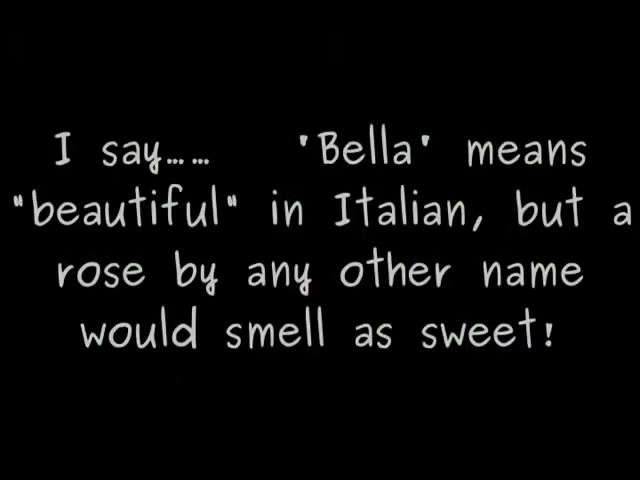 I say…… 'Bella' means
"beautiful" in Italian, but a
rose by any other name
would smell as sweet!